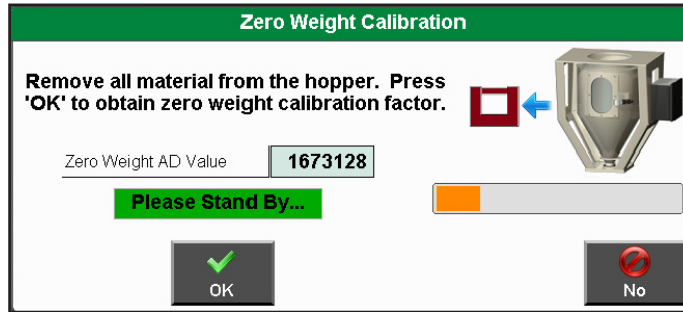 Zero Weight Calibration
Remove all material from the hopper.  Press
'OK' to obtain zero weight calibration factor.
Zero Weight AD Value 1673128
Please Stand By...
OK
No